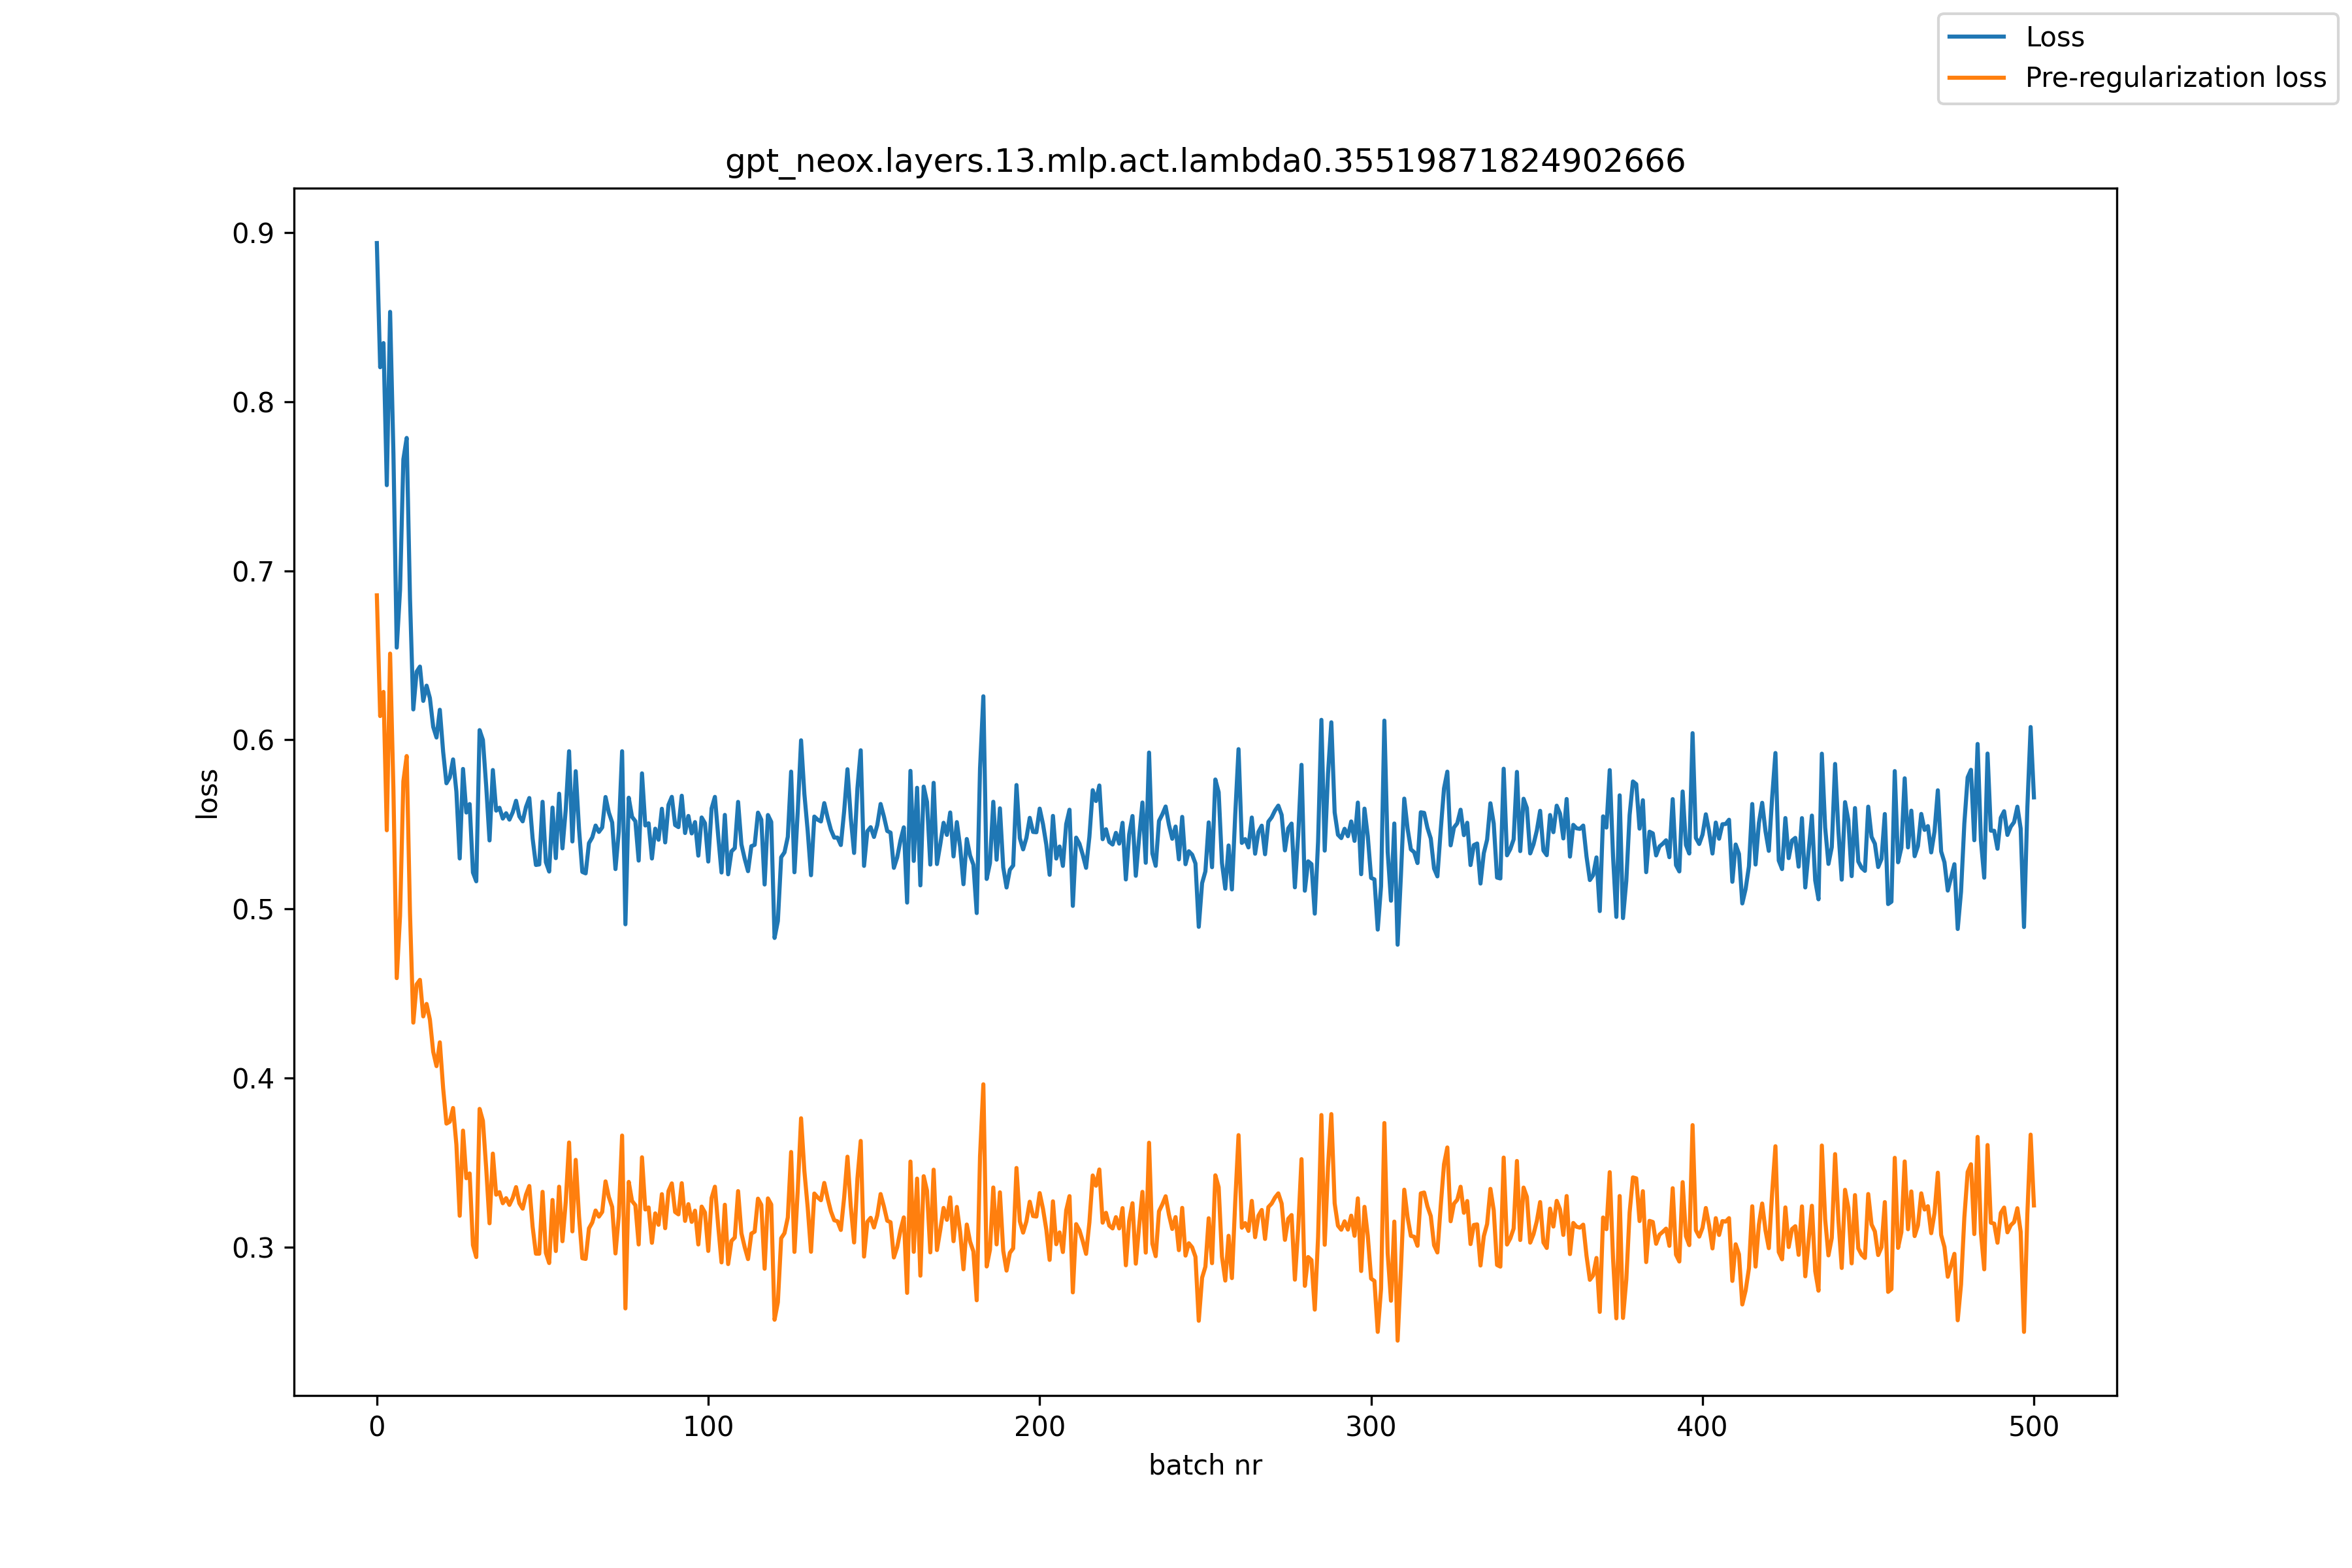 Loss
Pre-regularization loss
gpt_neox.layers.13.mlp.act.lambda0.35519871824902666
0.9
0.8
0.7
0.6
0.5
0.4
0.3
loss
0 100 200 300 400 500
batch nr